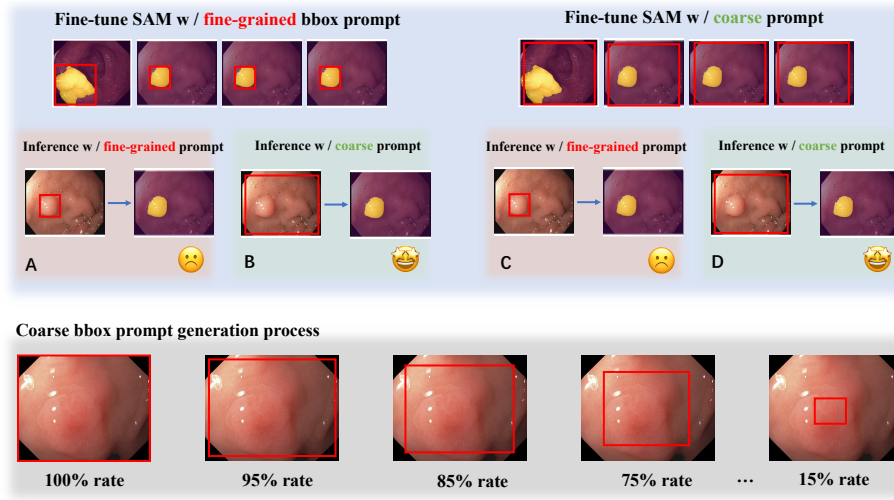 Fine-tune SAM w / fine-grained bbox prompt
Fine-tune SAM w / coarse prompt
Inference w / fine-grained prompt
Inference w / coarse prompt
Inference w / fine-grained prompt
Inference w / coarse prompt
A
B
C
D
Coarse bbox prompt generation process
100% rate
95% rate
85% rate
75% rate
...
15% rate